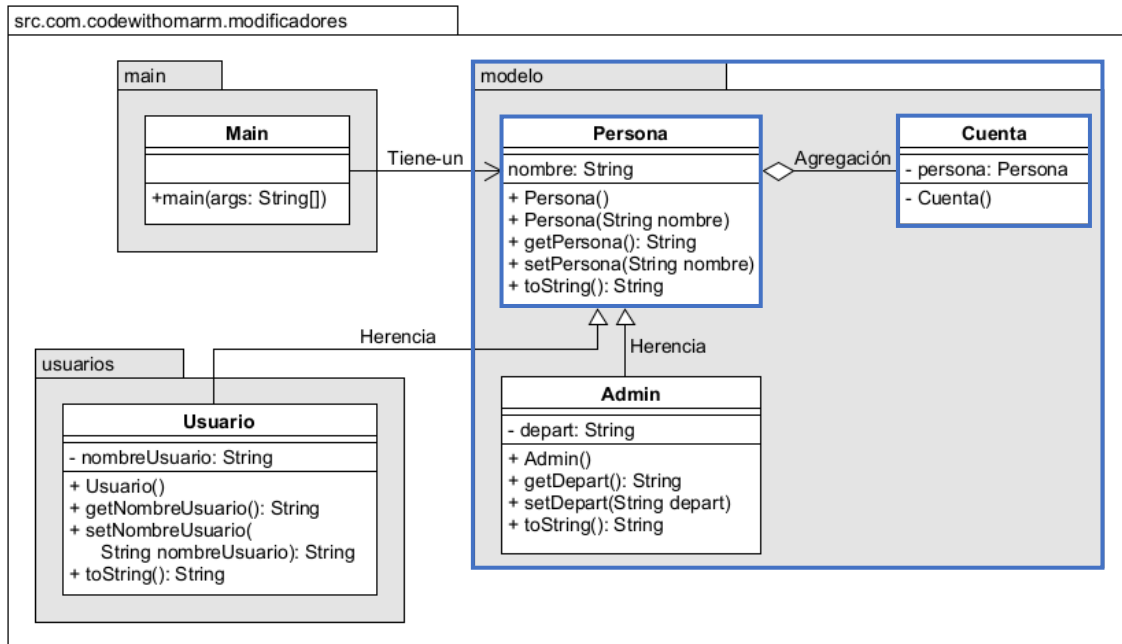 src.com.codewithomarm.modificadores
main
Main
+main(args: String[])
Tiene-un
modelo
Persona
nombre: String
+ Persona()
+ Persona(String nombre)
+ getPersona(): String
+ setPersona(String nombre)
+ toString(): String
Agregación
Cuenta
- persona: Persona
- Cuenta()
Herencia
Herencia
usuarios
Usuario
- nombreUsuario: String
+ Usuario()
+ getNombreUsuario(): String
+ setNombreUsuario(
String nombreUsuario): String
+ toString(): String
Admin
- depart: String
+ Admin()
+ getDepart(): String
+ setDepart(String depart)
+ toString(): String